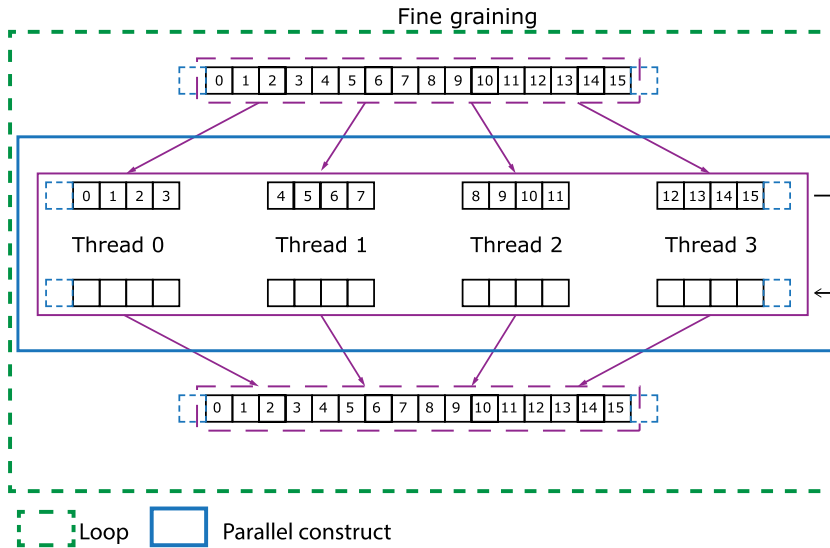 Fine graining
0 1 2 3 4 5 6 7 8 9 10 11 12 13 14 15
0 1 2 3 4 5 6 7 8 9 10 11 12 13 14 15
Thread 0 Thread 1 Thread 2 Thread 3
0 1 2 3 4 5 6 7 8 9 10 11 12 13 14 15
Loop Parallel construct